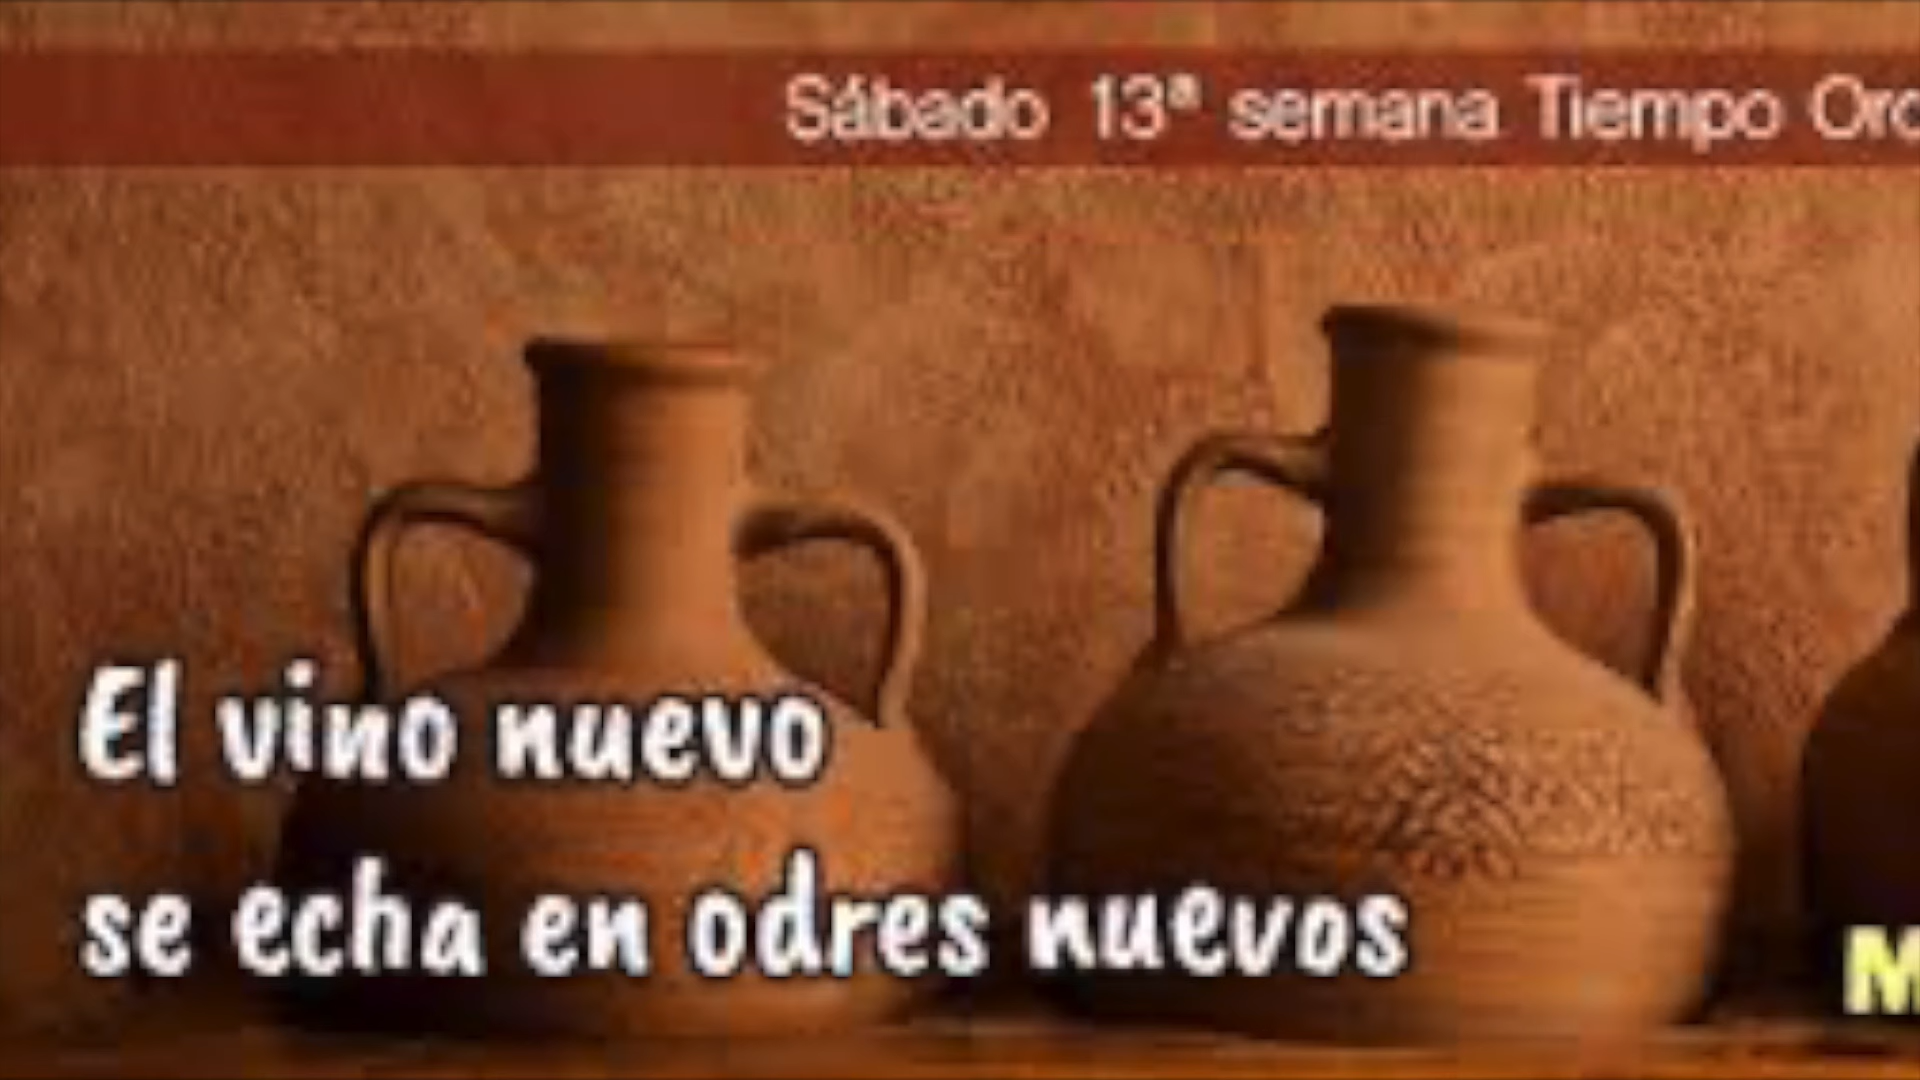 Sábado 13ª semana Tiempo
El vino nuevo
se echa en odres nuevos